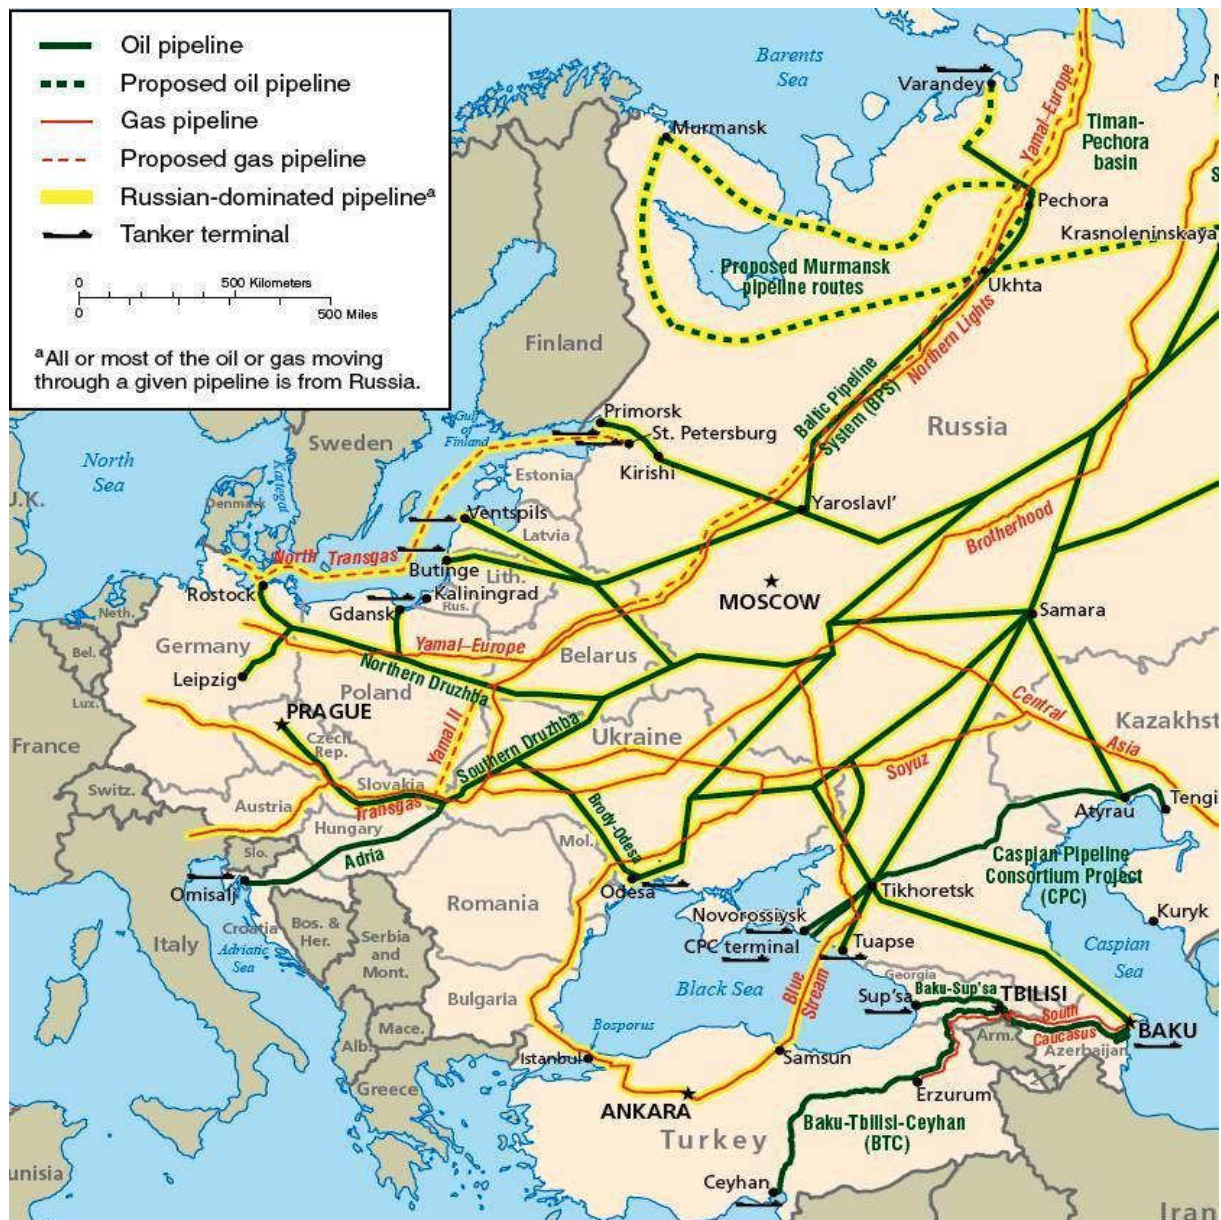 Oil pipeline
Proposed oil pipeline
Gas pipeline
Proposed gas pipeline
Russian-dominated pipelineᵃ
Tanker terminal
0 500 Kilometers
0 500 Miles
ᵃAll or most of the oil or gas moving
through a given pipeline is from Russia.
Barents
Sea
Varandey
Murmansk
Yamal–Europe
Timan-
Pechora
basin
Pechora
Krasnoleninskaya
Proposed Murmansk
pipeline routes
Ukhta
Northern Lights
Finland
Baltic Pipeline
System (BPS)
Primorsk
Gulf
of
Finland
St. Petersburg
Kirishi
Russia
Sweden
North
Sea
Kattegat
U.K.
Denmark
Estonia
Ventspils
Latvia
Yaroslavl’
Brotherhood
North Transgas
Butinge
Lith.
Kaliningrad
Rus.
Rostock
Gdansk
MOSCOW
Samara
Neth.
Bel.
Germany
Yamal–Europe
Belarus
Leipzig
Northern Druzhba
Poland
Lux.
PRAGUE
Czech
Rep.
Yamal II
Southern Druzhba
Ukraine
Central
Asia
Kazakhst
France
Soyuz
Switz.
Slovakia
Austria
Transgas
Hungary
Brody-Odesa
Mol.
Atyrau
Tengi
Slo.
Adria
Caspian Pipeline
Consortium Project
(CPC)
Omisalj
Odesa
Tikhoretsk
Croatia
Bos. &
Her.
Romania
Novorossiysk
CPC terminal
Kuryk
Italy
Adriatic
Sea
Serbia
and
Mont.
Tuapse
Caspian
Sea
Bulgaria
Black Sea
Blue
Stream
Georgia
Baku-Sup’sa
Sup’sa
TBILISI
South
Caucasus
BAKU
Mace.
Alb.
Bosporus
Arm.
Azerbaijan
Istanbul
Samsun
Greece
ANKARA
Erzurum
Turkey
Baku-Tbilisi-Ceyhan
(BTC)
unisia
Ceyhan
Iran